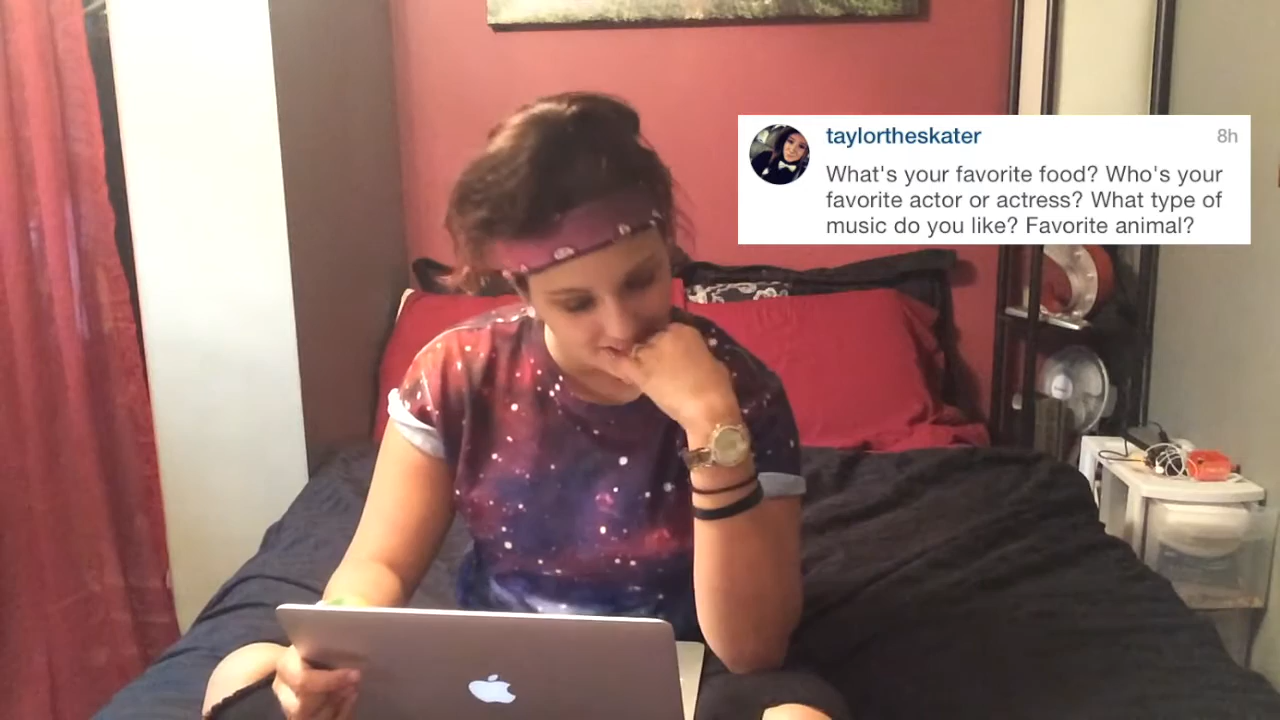 taylortheskater 8h
What's your favorite food? Who's your
favorite actor or actress? What type of
music do you like? Favorite animal?